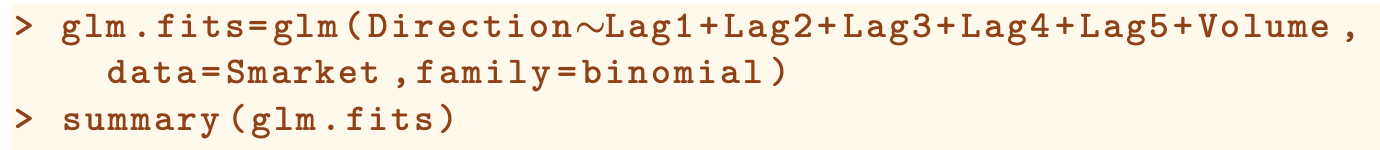 > glm.fits=glm(Direction∼Lag1+Lag2+Lag3+Lag4+Lag5+Volume ,
data=Smarket ,family=binomial)
> summary(glm.fits)